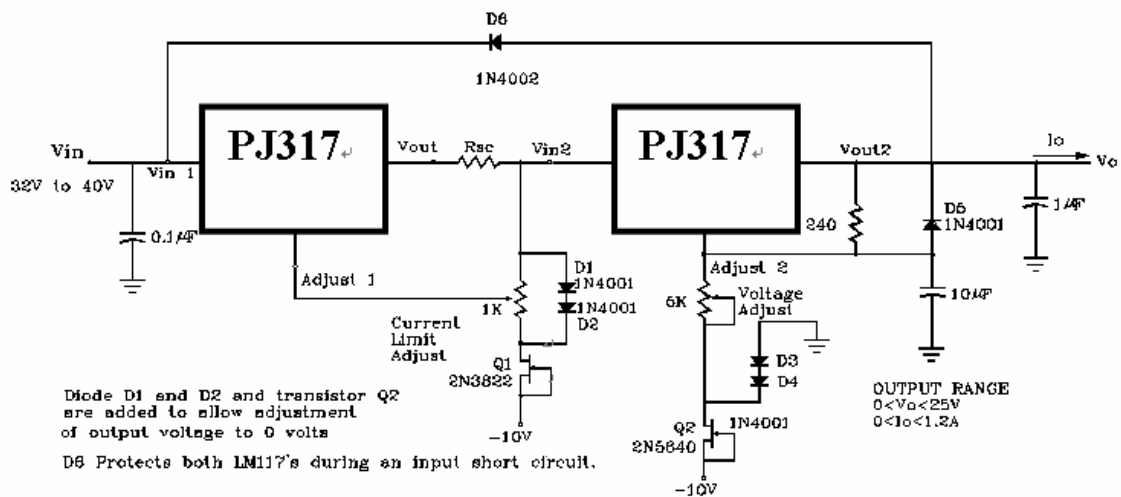 D6
1N4002
PJ317
PJ317
Vin
32V to 40V
Vin 1
Vout
Rsc
Vin2
Vout2
Io
Vo
0.1μF
Adjust 1
1K
Current
Limit
Adjust
D1
1N4001
1N4001
D2
Q1
2N3822
-10V
240
D5
1N4001
1μF
10μF
Adjust 2
5K
Voltage
Adjust
D3
D4
1N4001
Q2
2N5640
-10V
OUTPUT RANGE
0<Vo<25V
0<Io<1.2A
Diode D1 and D2 and transistor Q2
are added to allow adjustment
of output voltage to 0 volts
D6 Protects both LM117's during an input short circuit.